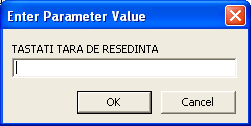 Enter Parameter Value
TASTATI TARA DE RESEDINTA
OK
Cancel